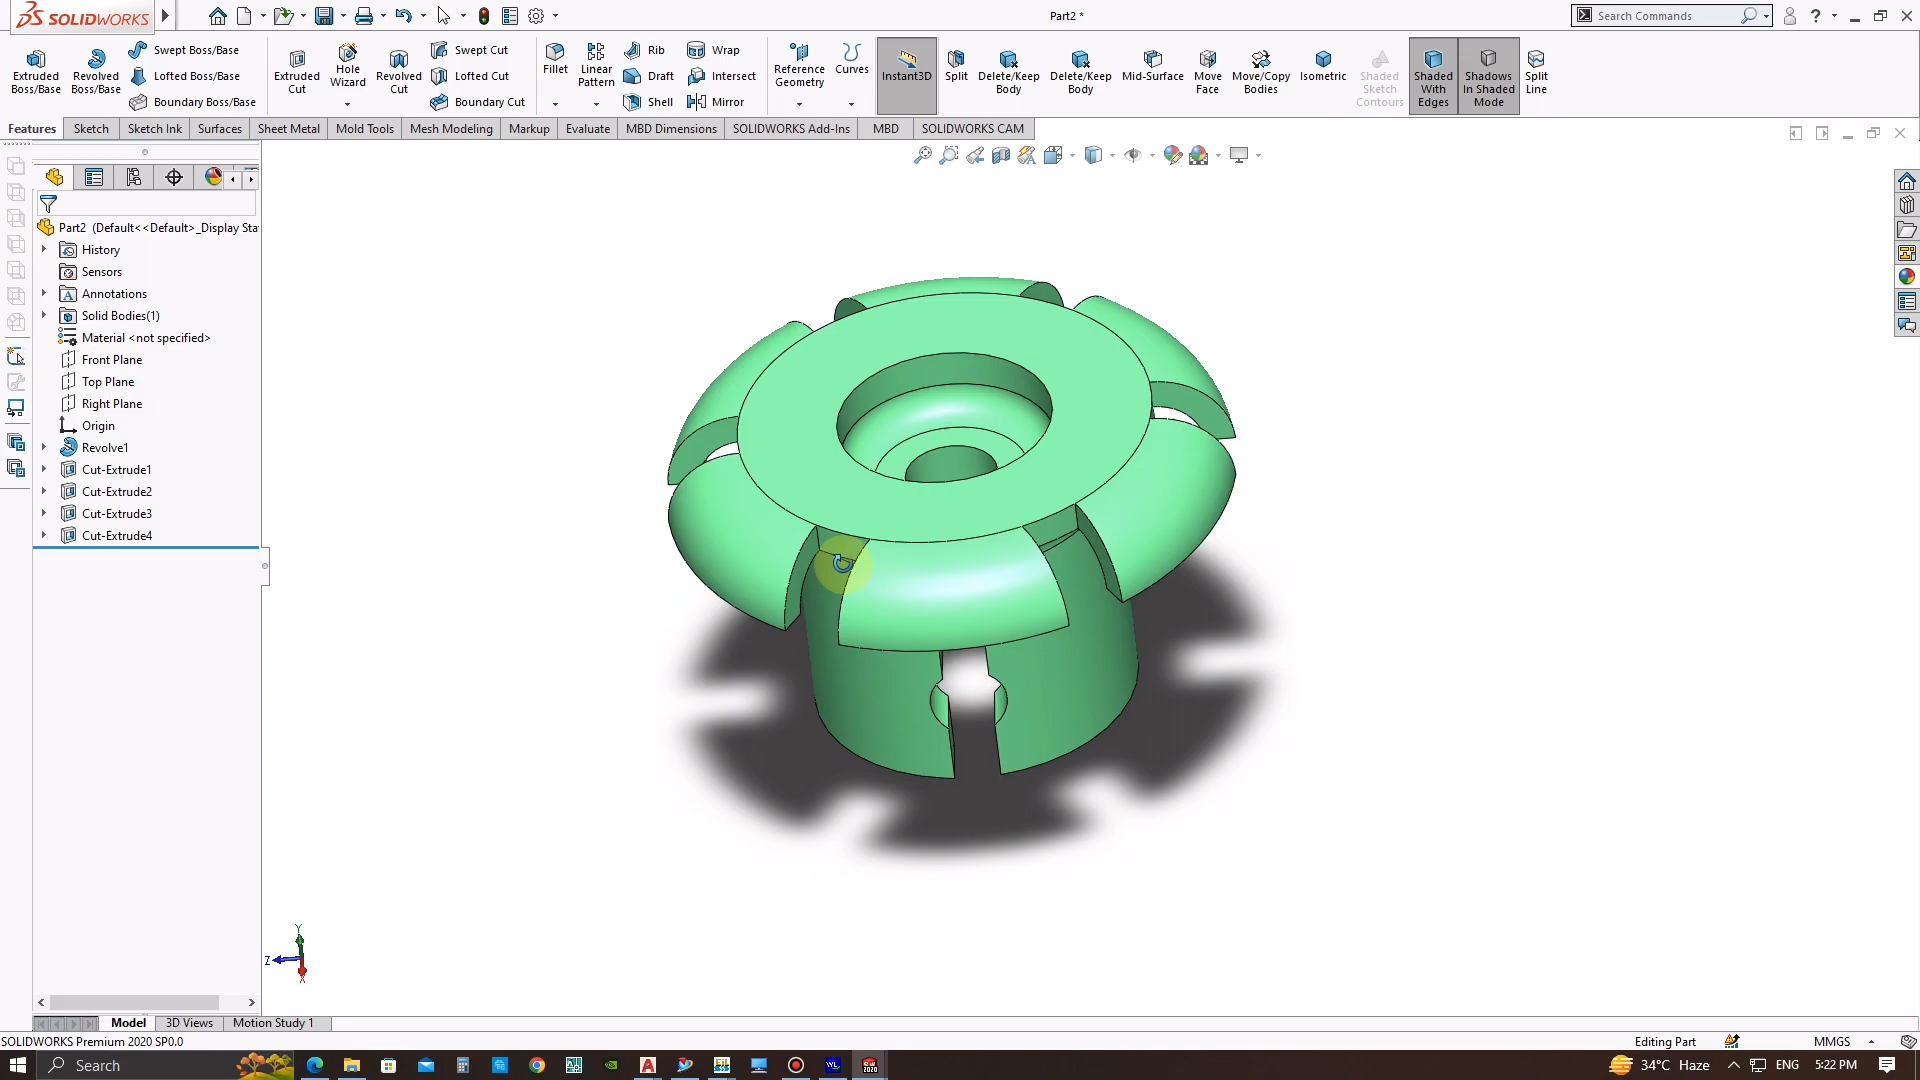 SOLIDWORKS
Part2 *
Search Commands
Extruded Boss/Base
Revolved Boss/Base
Swept Boss/Base
Lofted Boss/Base
Boundary Boss/Base
Extruded Cut
Hole Wizard
Revolved Cut
Swept Cut
Lofted Cut
Boundary Cut
Fillet
Linear Pattern
Rib
Draft
Shell
Wrap
Intersect
Mirror
Reference Geometry
Curves
Instant3D
Split
Delete/Keep Body
Delete/Keep Body
Mid-Surface
Move Face
Move/Copy Bodies
Isometric
Shaded Sketch Contours
Shaded With Edges
Shadows In Shaded Mode
Split Line
Features
Sketch
Sketch Ink
Surfaces
Sheet Metal
Mold Tools
Mesh Modeling
Markup
Evaluate
MBD Dimensions
SOLIDWORKS Add-Ins
MBD
SOLIDWORKS CAM
Part2 (Default<<Default>_Display Sta
History
Sensors
Annotations
Solid Bodies(1)
Material <not specified>
Front Plane
Top Plane
Right Plane
Origin
Revolve1
Cut-Extrude1
Cut-Extrude2
Cut-Extrude3
Cut-Extrude4
Y
Z
X
Model
3D Views
Motion Study 1
SOLIDWORKS Premium 2020 SP0.0
Editing Part
MMGS
Search
34°C Haze
ENG
5:22 PM